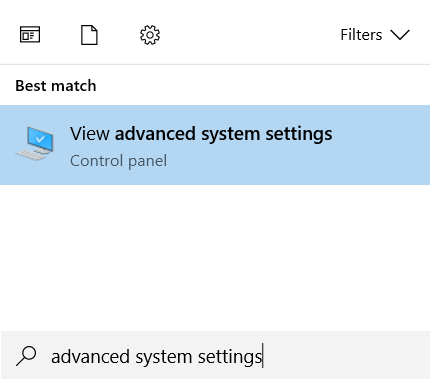 Filters
Best match
View advanced system settings
Control panel
advanced system settings